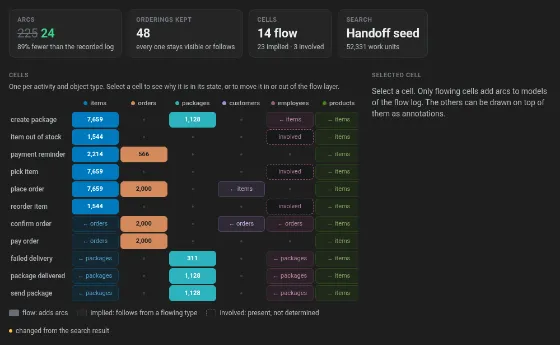 ARCS
225 24
89% fewer than the recorded log
ORDERINGS KEPT
48
every one stays visible or follows
CELLS
14 flow
23 implied · 3 involved
SEARCH
Handoff seed
52,331 work units
CELLS
One per activity and object type. Select a cell to see why it is in its state, or to move it in or out of the flow layer.
items orders packages customers employees products
create package 7,659 - 1,128 - ← items ← items
item out of stock 1,544 - - - involved ← items
payment reminder 2,214 566 - - - ← items
pick item 7,659 - - - involved ← items
place order 7,659 2,000 - ← items - ← items
reorder item 1,544 - - - involved ← items
confirm order ← orders 2,000 - ← orders ← orders ← items
pay order ← orders 2,000 - - - ← items
failed delivery ← packages - 311 - ← packages ← items
package delivered ← packages - 1,128 - ← packages ← items
send package ← packages - 1,128 - ← packages ← items
flow: adds arcs implied: follows from a flowing type involved: present, not determined
changed from the search result
SELECTED CELL
Select a cell. Only flowing cells add arcs to models
of the flow log. The others can be drawn on top of
them as annotations.